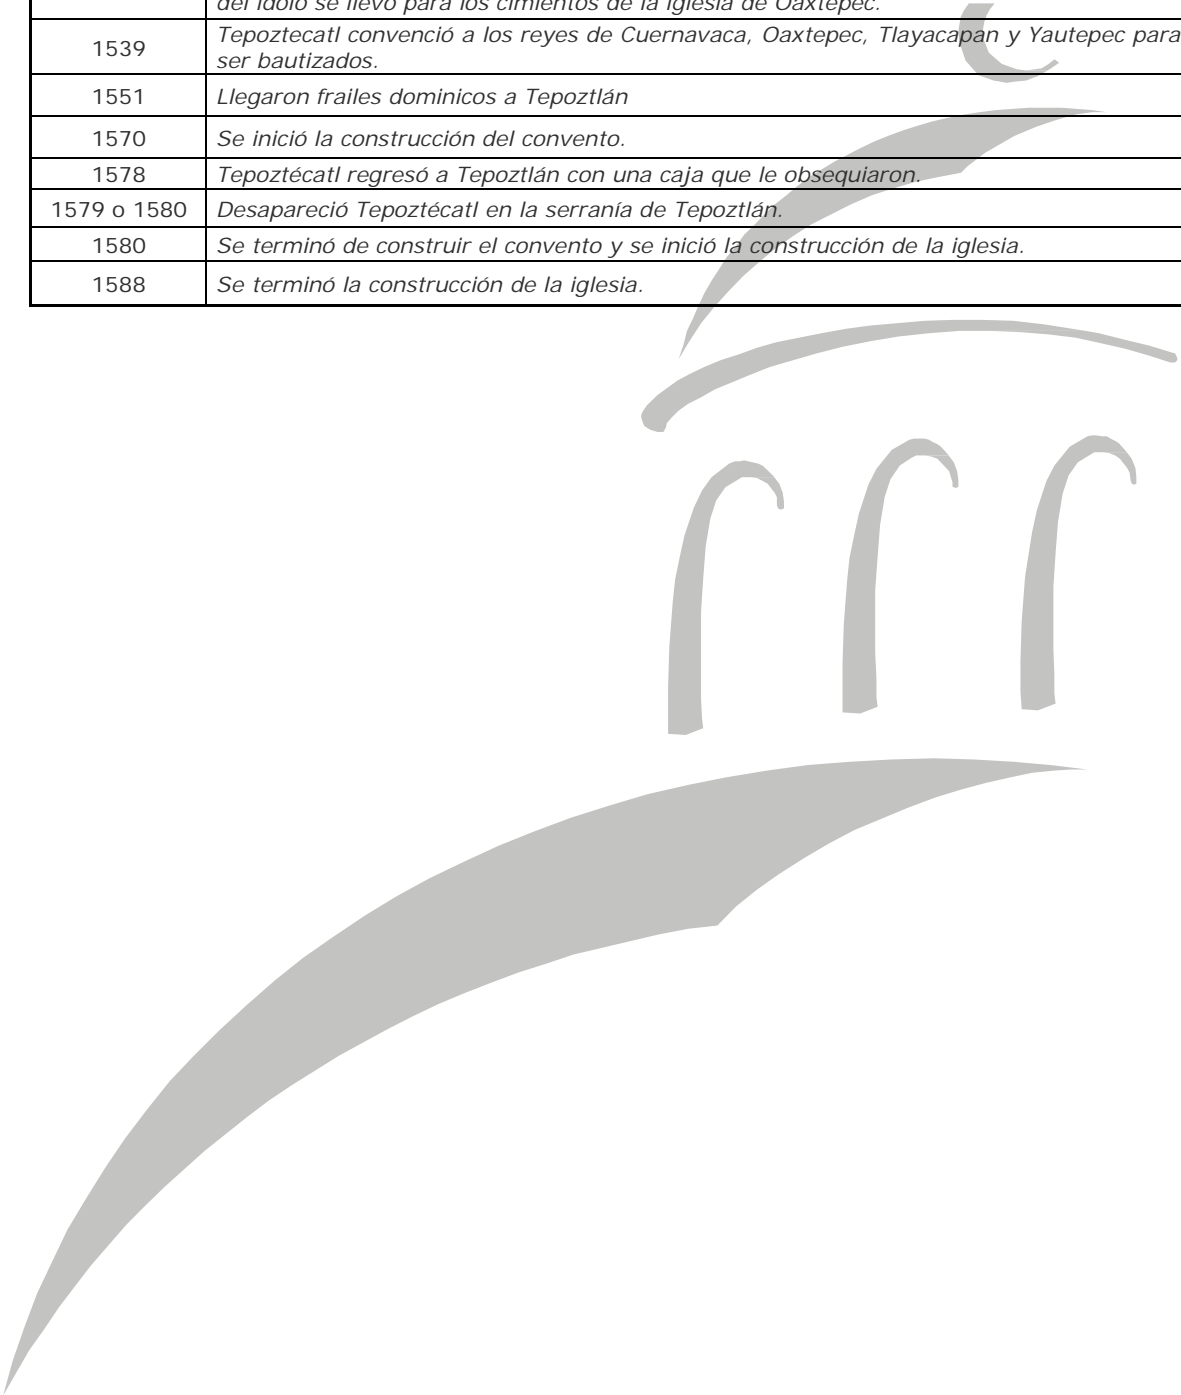 del ídolo se llevó para los cimientos de la iglesia de Oaxtepec.
1539
Tepoztecatl convenció a los reyes de Cuernavaca, Oaxtepec, Tlayacapan y Yautepec para
ser bautizados.
1551
Llegaron frailes dominicos a Tepoztlán
1570
Se inició la construcción del convento.
1578
Tepoztécatl regresó a Tepoztlán con una caja que le obsequiaron.
1579 o 1580
Desapareció Tepoztécatl en la serranía de Tepoztlán.
1580
Se terminó de construir el convento y se inició la construcción de la iglesia.
1588
Se terminó la construcción de la iglesia.